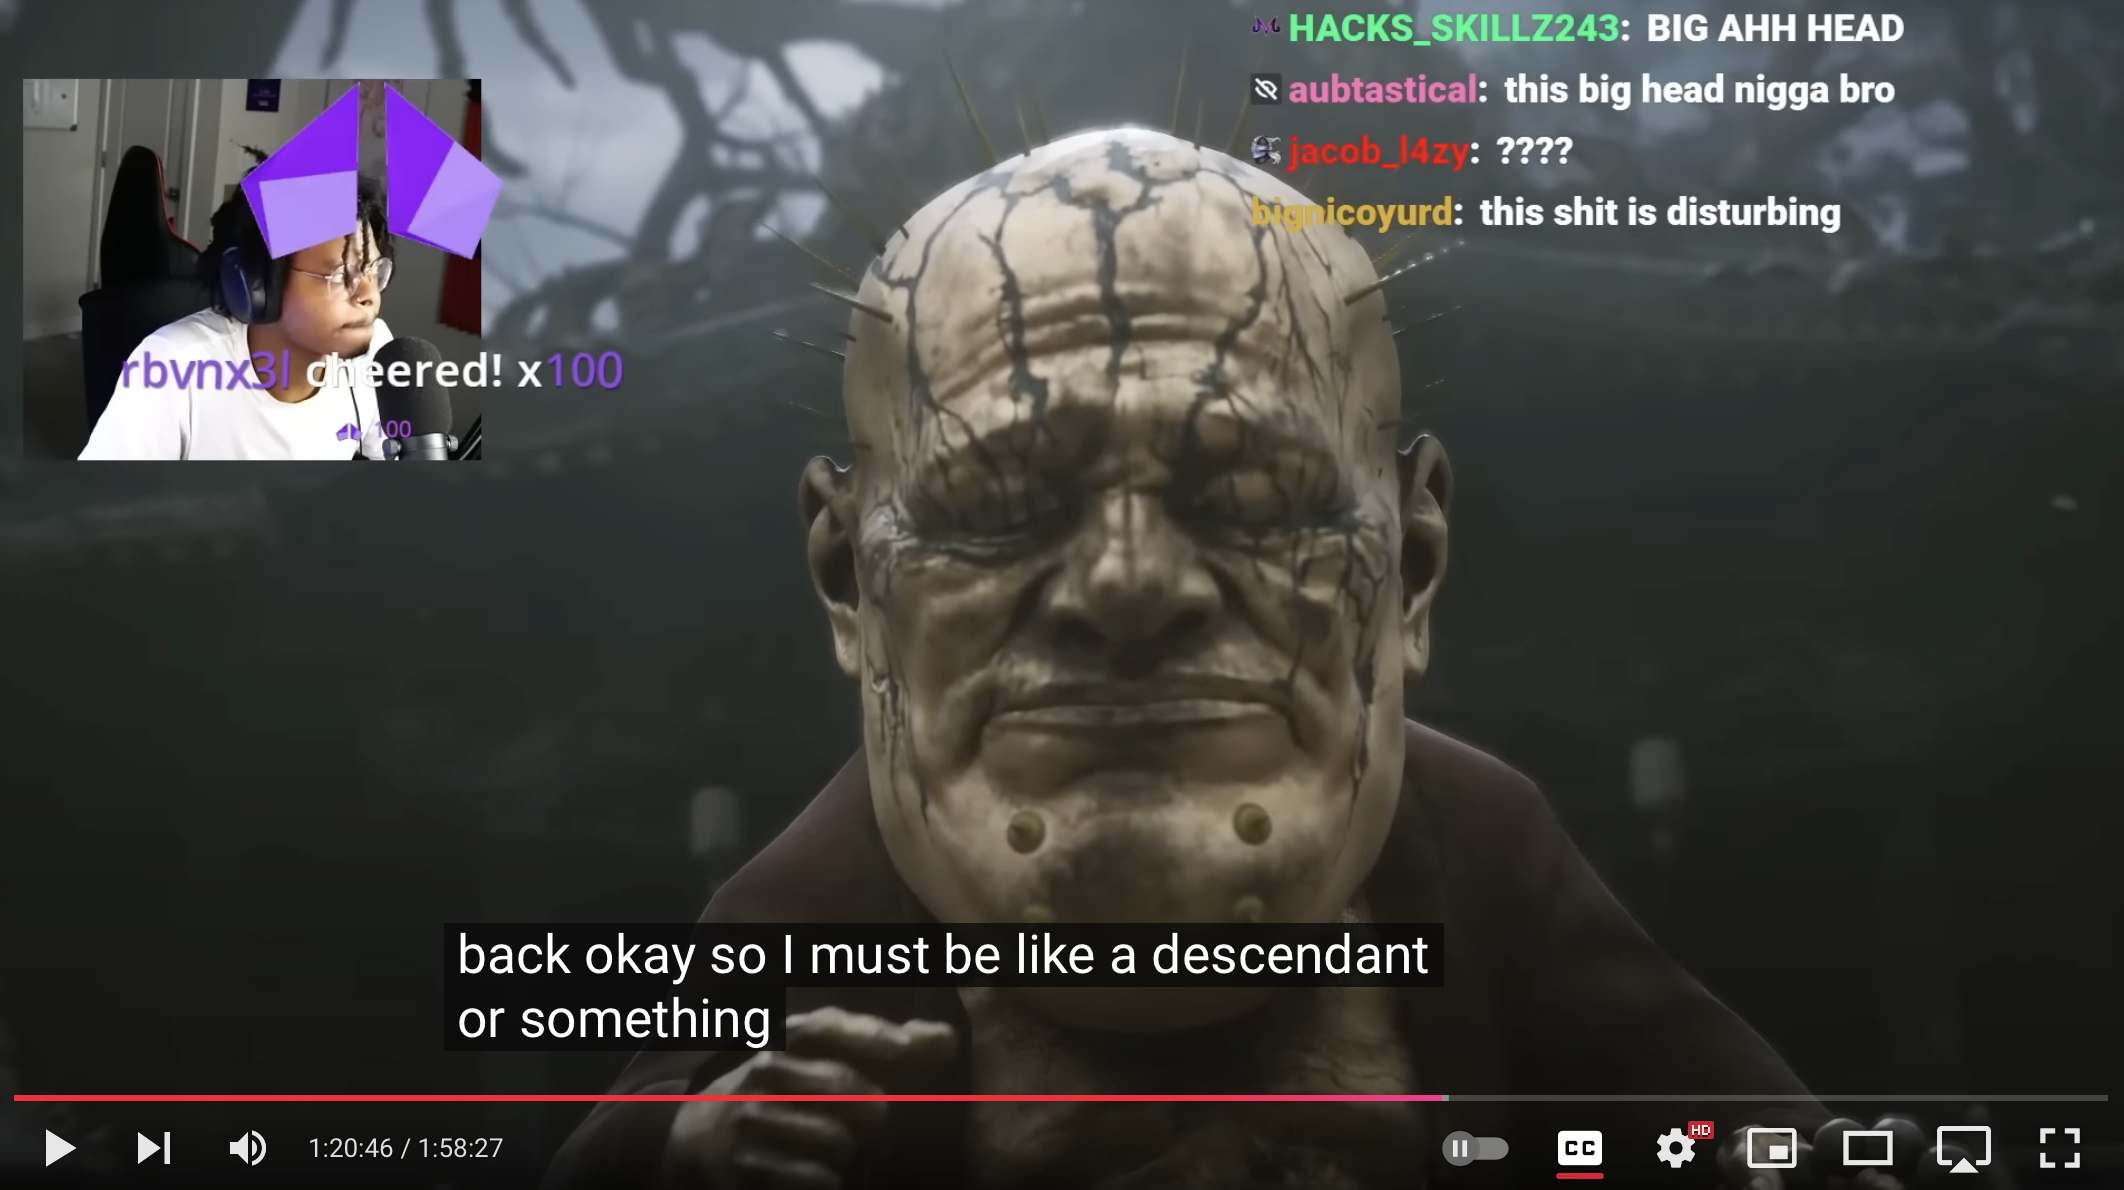 HACKS_SKILLZ243: BIG AHH HEAD
aubtastical: this big head nigga bro
jacob_l4zy: ????
bignicoyurd: this shit is disturbing
rbvnx3l cheered! x100
100
back okay so I must be like a descendant
or something
1:20:46 / 1:58:27
CC
HD